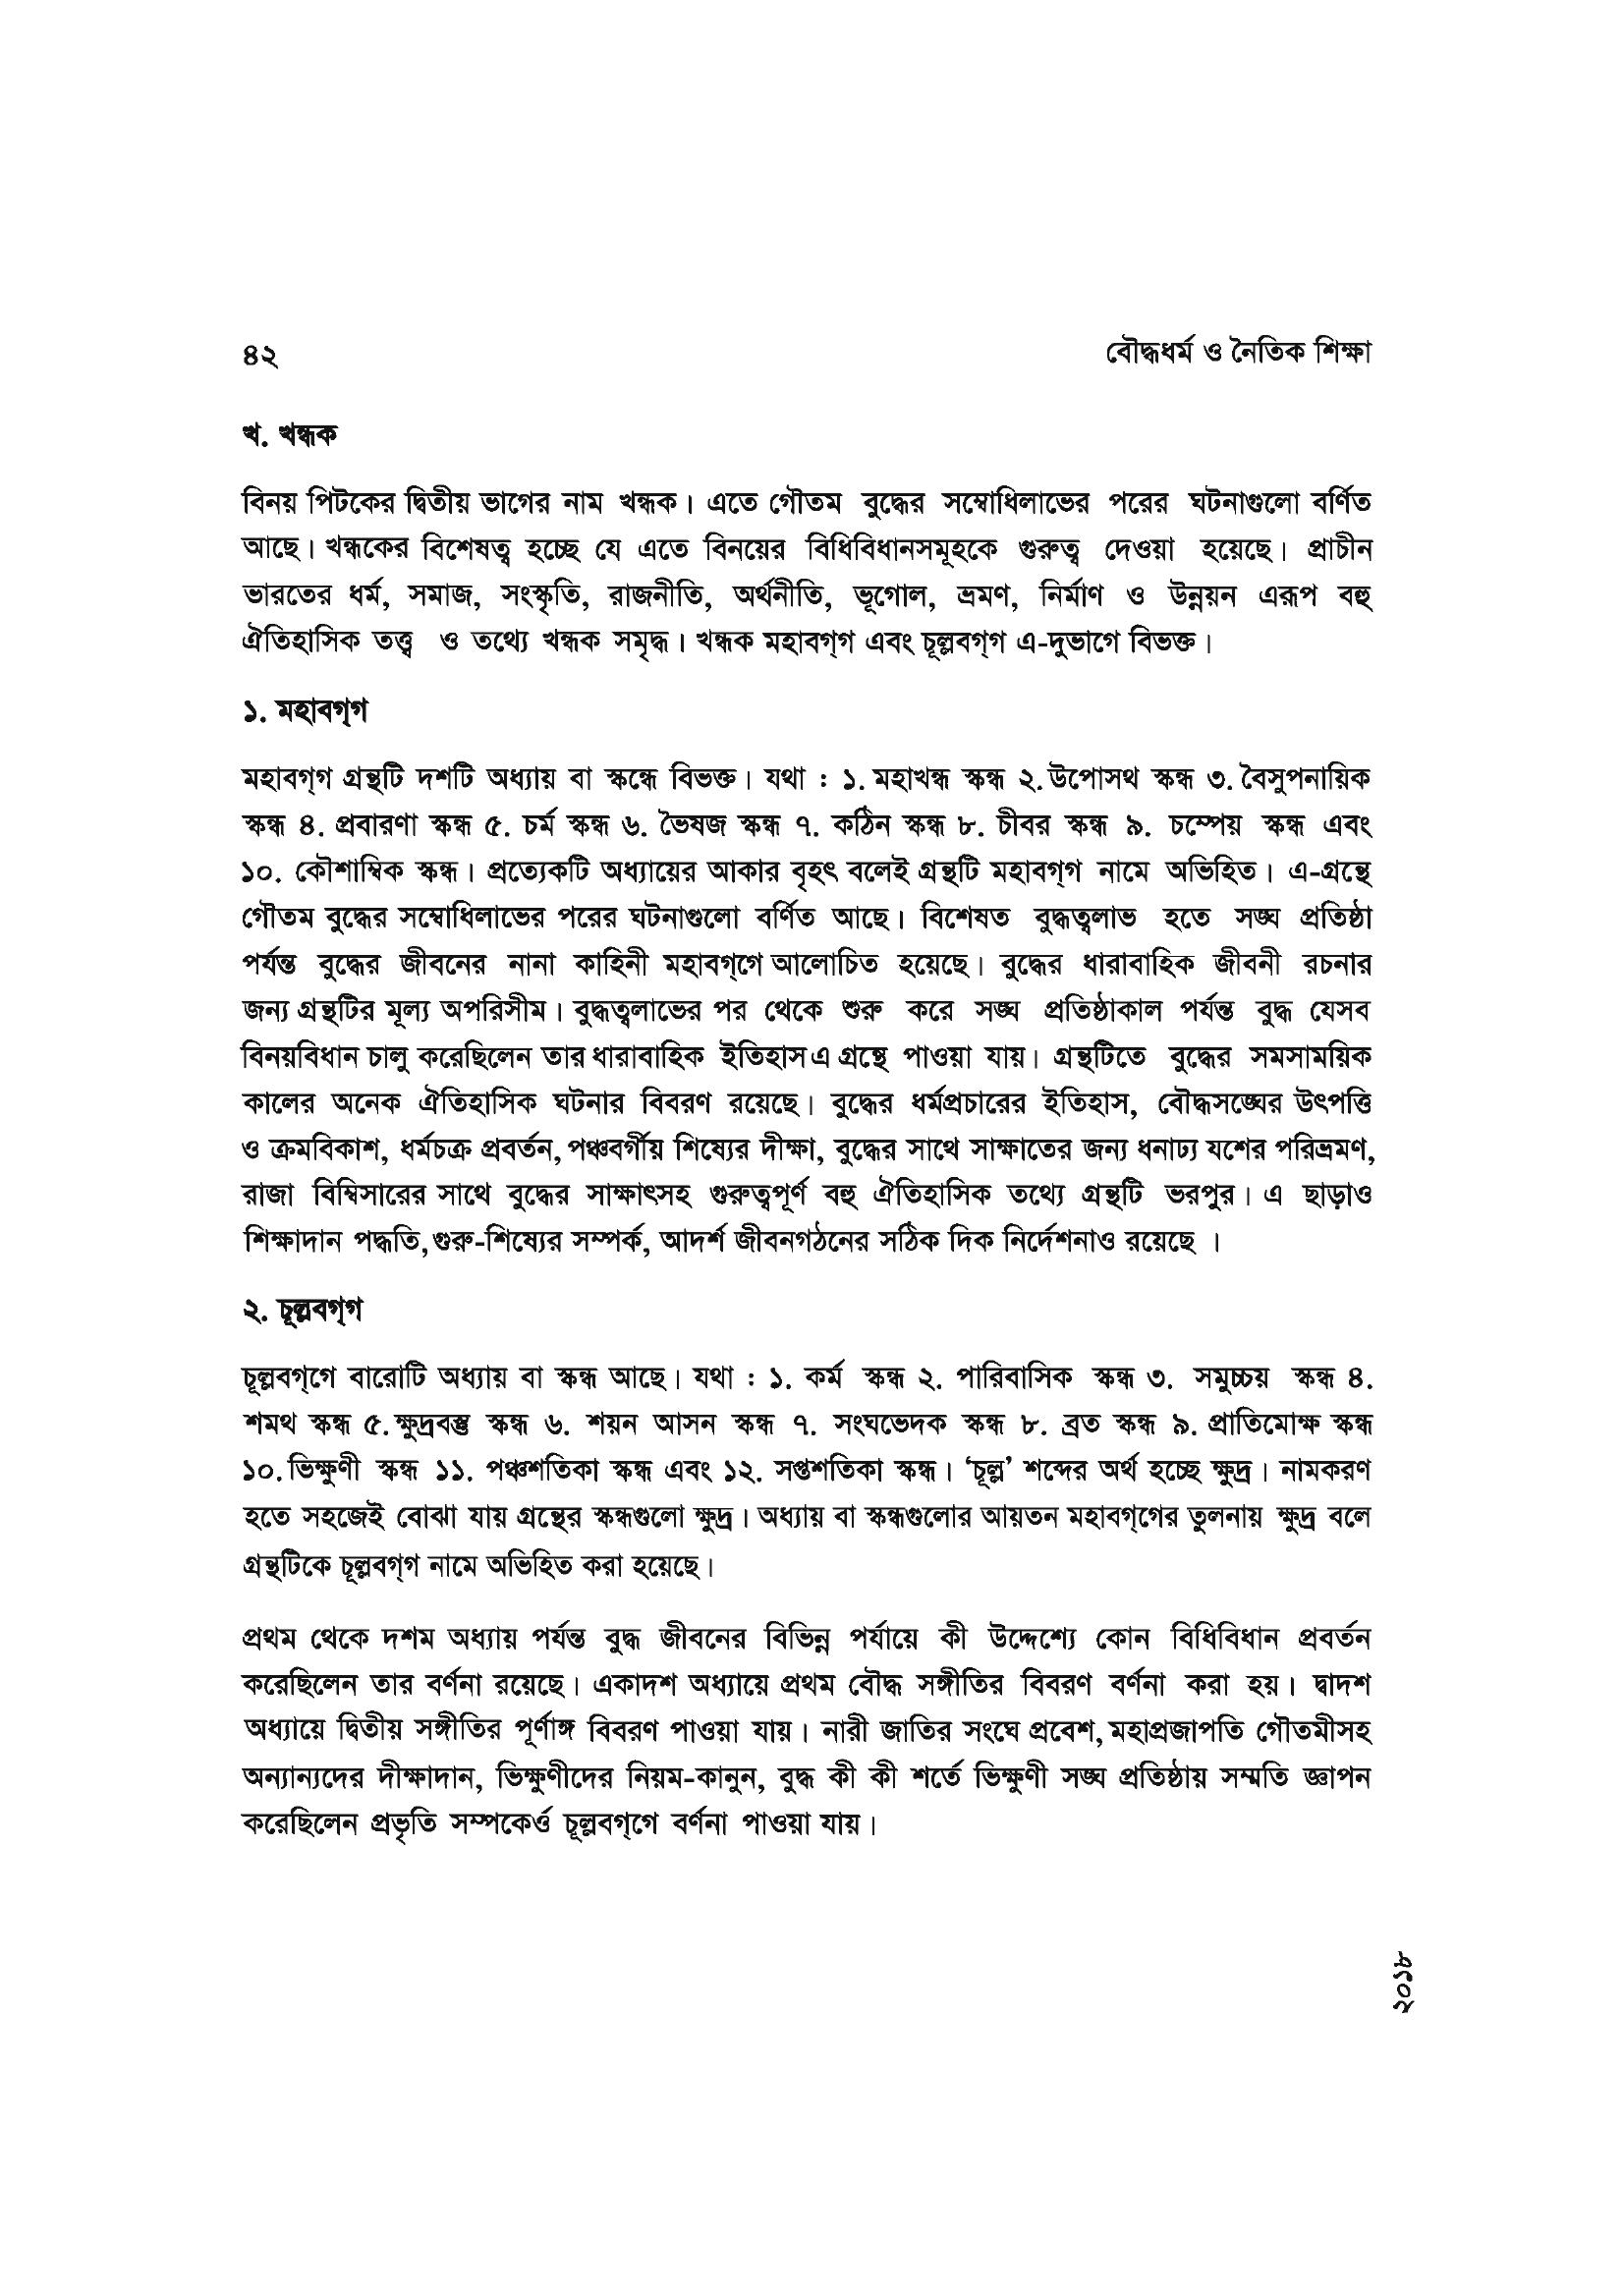 ৪২ বৌদ্ধধর্ম ও নৈতিক শিক্ষা
খ. খন্ধক
বিনয় পিটকের দ্বিতীয় ভাগের নাম খন্ধক। এতে গৌতম বুদ্ধের সম্বোধিলাভের পরের ঘটনাগুলো বর্ণিত
আছে। খন্ধকের বিশেষত্ব হচ্ছে যে এতে বিনয়ের বিধিবিধানসমূহকে গুরুত্ব দেওয়া হয়েছে। প্রাচীন
ভারতের ধর্ম, সমাজ, সংস্কৃতি, রাজনীতি, অর্থনীতি, ভূগোল, ভ্রমণ, নির্মাণ ও উন্নয়ন এরূপ বহু
ঐতিহাসিক তত্ত্ব ও তথ্যে খন্ধক সমৃদ্ধ। খন্ধক মহাবগ্‌গ এবং চূল্লবগ্‌গ এ-দুভাগে বিভক্ত।
১. মহাবগ্‌গ
মহাবগ্‌গ গ্রন্থটি দশটি অধ্যায় বা স্কন্ধে বিভক্ত। যথা : ১. মহাখন্ধ স্কন্ধ ২. উপোসথ স্কন্ধ ৩. বৈসুপনায়িক
স্কন্ধ ৪. প্রবারণা স্কন্ধ ৫. চর্ম স্কন্ধ ৬. ভৈষজ স্কন্ধ ৭. কঠিন স্কন্ধ ৮. চীবর স্কন্ধ ৯. চম্পেয় স্কন্ধ এবং
১০. কৌশাম্বিক স্কন্ধ। প্রত্যেকটি অধ্যায়ের আকার বৃহৎ বলেই গ্রন্থটি মহাবগ্‌গ নামে অভিহিত। এ-গ্রন্থে
গৌতম বুদ্ধের সম্বোধিলাভের পরের ঘটনাগুলো বর্ণিত আছে। বিশেষত বুদ্ধত্বলাভ হতে সঙ্ঘ প্রতিষ্ঠা
পর্যন্ত বুদ্ধের জীবনের নানা কাহিনী মহাবগ্‌গে আলোচিত হয়েছে। বুদ্ধের ধারাবাহিক জীবনী রচনার
জন্য গ্রন্থটির মূল্য অপরিসীম। বুদ্ধত্বলাভের পর থেকে শুরু করে সঙ্ঘ প্রতিষ্ঠাকাল পর্যন্ত বুদ্ধ যেসব
বিনয়বিধান চালু করেছিলেন তার ধারাবাহিক ইতিহাস এ গ্রন্থে পাওয়া যায়। গ্রন্থটিতে বুদ্ধের সমসাময়িক
কালের অনেক ঐতিহাসিক ঘটনার বিবরণ রয়েছে। বুদ্ধের ধর্মপ্রচারের ইতিহাস, বৌদ্ধসঙ্ঘের উৎপত্তি
ও ক্রমবিকাশ, ধর্মচক্র প্রবর্তন, পঞ্চবর্গীয় শিষ্যের দীক্ষা, বুদ্ধের সাথে সাক্ষাতের জন্য ধনাঢ্য যশের পরিভ্রমণ,
রাজা বিম্বিসারের সাথে বুদ্ধের সাক্ষাৎসহ গুরুত্বপূর্ণ বহু ঐতিহাসিক তথ্যে গ্রন্থটি ভরপুর। এ ছাড়াও
শিক্ষাদান পদ্ধতি, গুরু-শিষ্যের সম্পর্ক, আদর্শ জীবনগঠনের সঠিক দিক নির্দেশনাও রয়েছে ।
২. চূল্লবগ্‌গ
চূল্লবগ্‌গে বারোটি অধ্যায় বা স্কন্ধ আছে। যথা : ১. কর্ম স্কন্ধ ২. পারিবাসিক স্কন্ধ ৩. সমুচ্চয় স্কন্ধ ৪.
শমথ স্কন্ধ ৫. ক্ষুদ্রবস্তু স্কন্ধ ৬. শয়ন আসন স্কন্ধ ৭. সংঘভেদক স্কন্ধ ৮. ব্রত স্কন্ধ ৯. প্রাতিমোক্ষ স্কন্ধ
১০. ভিক্ষুণী স্কন্ধ ১১. পঞ্চশতিকা স্কন্ধ এবং ১২. সপ্তশতিকা স্কন্ধ। ‘চূল্ল’ শব্দের অর্থ হচ্ছে ক্ষুদ্র। নামকরণ
হতে সহজেই বোঝা যায় গ্রন্থের স্কন্ধগুলো ক্ষুদ্র। অধ্যায় বা স্কন্ধগুলোর আয়তন মহাবগ্‌গের তুলনায় ক্ষুদ্র বলে
গ্রন্থটিকে চূল্লবগ্‌গ নামে অভিহিত করা হয়েছে।
প্রথম থেকে দশম অধ্যায় পর্যন্ত বুদ্ধ জীবনের বিভিন্ন পর্যায়ে কী উদ্দেশ্যে কোন বিধিবিধান প্রবর্তন
করেছিলেন তার বর্ণনা রয়েছে। একাদশ অধ্যায়ে প্রথম বৌদ্ধ সঙ্গীতির বিবরণ বর্ণনা করা হয়। দ্বাদশ
অধ্যায়ে দ্বিতীয় সঙ্গীতির পূর্ণাঙ্গ বিবরণ পাওয়া যায়। নারী জাতির সংঘে প্রবেশ, মহাপ্রজাপতি গৌতমীসহ
অন্যান্যদের দীক্ষাদান, ভিক্ষুণীদের নিয়ম-কানুন, বুদ্ধ কী কী শর্তে ভিক্ষুণী সঙ্ঘ প্রতিষ্ঠায় সম্মতি জ্ঞাপন
করেছিলেন প্রভৃতি সম্পর্কেও চূল্লবগ্‌গে বর্ণনা পাওয়া যায়।
২০১৮